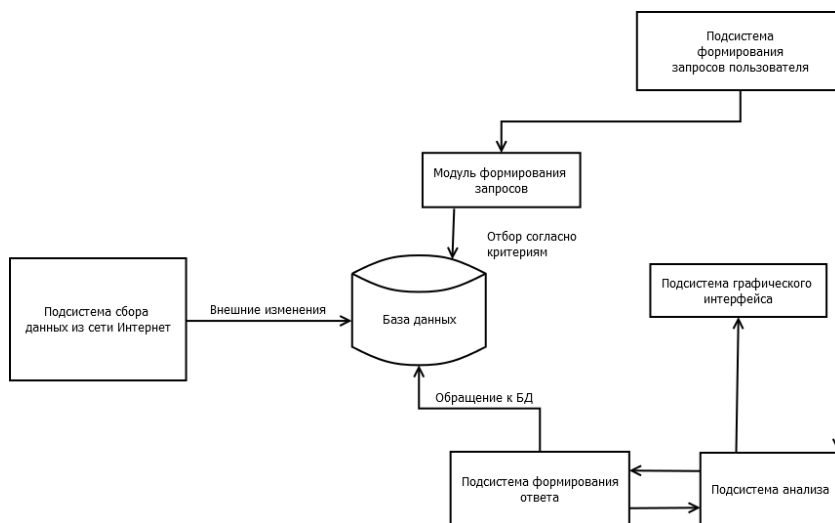 Подсистема
формирования
запросов пользователя
Модуль формирования
запросов
Отбор согласно
критериям
Подсистема сбора
данных из сети Интернет
Внешние изменения
База данных
Подсистема графического
интерфейса
Обращение к БД
Подсистема формирования
ответа
Подсистема анализа